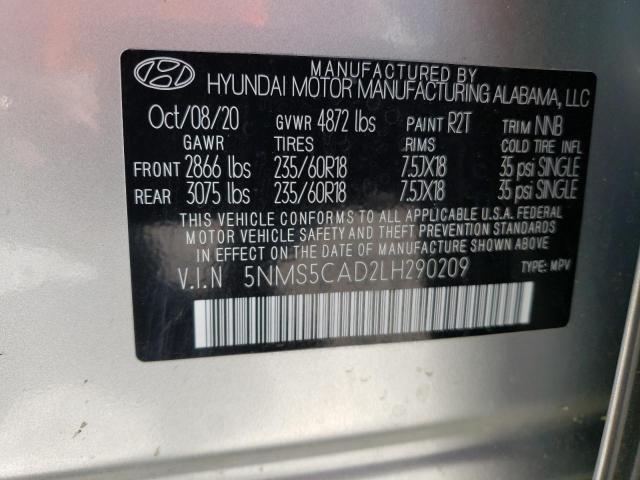 MANUFACTURED BY
HYUNDAI MOTOR MANUFACTURING ALABAMA, LLC
Oct/08/20 GVWR 4872 lbs PAINT R2T TRIM NNB
GAWR TIRES RIMS COLD TIRE INFL
FRONT 2866 lbs 235/60R18 7.5JX18 35 psi SINGLE
REAR 3075 lbs 235/60R18 7.5JX18 35 psi SINGLE
THIS VEHICLE CONFORMS TO ALL APPLICABLE U.S.A. FEDERAL
MOTOR VEHICLE SAFETY AND THEFT PREVENTION STANDARDS
IN EFFECT ON THE DATE OF MANUFACTURE SHOWN ABOVE.
V.I.N 5NMS5CAD2LH290209 TYPE: MPV